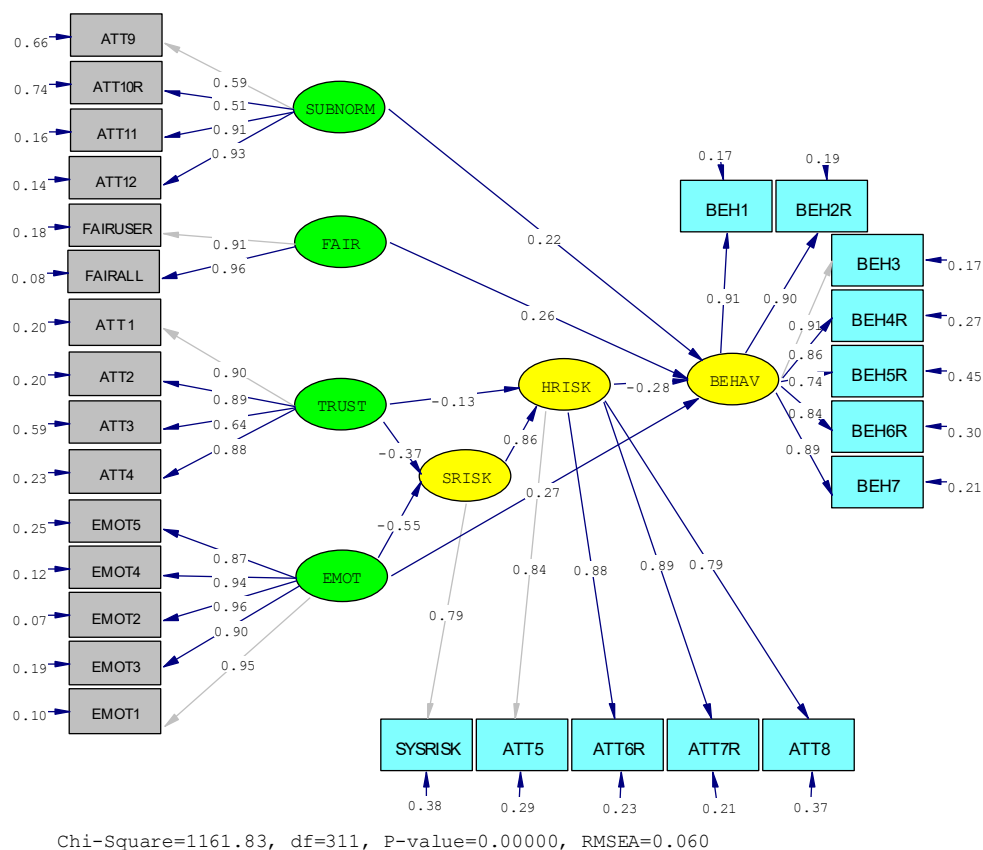 0.66 ATT9
0.74 ATT10R
0.16 ATT11
0.14 ATT12
0.18 FAIRUSER
0.08 FAIRALL
0.20 ATT1
0.20 ATT2
0.59 ATT3
0.23 ATT4
0.25 EMOT5
0.12 EMOT4
0.07 EMOT2
0.19 EMOT3
0.10 EMOT1
0.59
0.51
0.91
0.93
SUBNORM
0.91
0.96
FAIR
0.90
0.89
0.64
0.88
TRUST
0.87
0.94
0.96
0.90
0.95
EMOT
0.22
0.26
-0.13
-0.37
-0.55
0.86
0.27
-0.28
SRISK
HRISK
BEHAV
0.17
0.19
BEH1
BEH2R
BEH3 0.17
BEH4R 0.27
BEH5R 0.45
BEH6R 0.30
BEH7 0.21
0.91
0.90
0.91
0.86
0.74
0.84
0.89
0.79
0.84
0.88
0.89
0.79
SYSRISK
ATT5
ATT6R
ATT7R
ATT8
0.38
0.29
0.23
0.21
0.37
Chi-Square=1161.83, df=311, P-value=0.00000, RMSEA=0.060